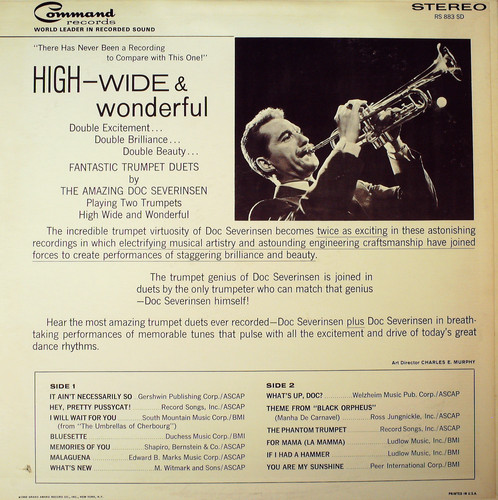 Command
records
WORLD LEADER IN RECORDED SOUND
STEREO
RS 883 SD
"There Has Never Been a Recording
to Compare with This One!"
HIGH—WIDE &
wonderful
Double Excitement...
Double Brilliance...
Double Beauty...
FANTASTIC TRUMPET DUETS
by
THE AMAZING DOC SEVERINSEN
Playing Two Trumpets
High Wide and Wonderful
The incredible trumpet virtuosity of Doc Severinsen becomes twice as exciting in these astonishing
recordings in which electrifying musical artistry and astounding engineering craftsmanship have joined
forces to create performances of staggering brilliance and beauty.
The trumpet genius of Doc Severinsen is joined in
duets by the only trumpeter who can match that genius
—Doc Severinsen himself!
Hear the most amazing trumpet duets ever recorded—Doc Severinsen plus Doc Severinsen in breath-
taking performances of memorable tunes that pulse with all the excitement and drive of today's great
dance rhythms.
Art Director CHARLES E. MURPHY
SIDE 1
IT AIN'T NECESSARILY SO Gershwin Publishing Corp./ASCAP
HEY, PRETTY PUSSYCAT! Record Songs, Inc./ASCAP
I WILL WAIT FOR YOU South Mountain Music Corp./BMI
(from "The Umbrellas of Cherbourg")
BLUESETTE Duchess Music Corp./BMI
MEMORIES OF YOU Shapiro, Bernstein & Co./ASCAP
MALAGUENA Edward B. Marks Music Corp./ASCAP
WHAT'S NEW M. Witmark and Sons/ASCAP
SIDE 2
WHAT'S UP, DOC? Welzheim Music Pub. Corp./ASCAP
THEME FROM "BLACK ORPHEUS"
(Manha De Carnavel) Ross Jungnickle, Inc./ASCAP
THE PHANTOM TRUMPET Record Songs, Inc./ASCAP
FOR MAMA (LA MAMMA) Ludlow Music, Inc./BMI
IF I HAD A HAMMER Ludlow Music, Inc./BMI
YOU ARE MY SUNSHINE Peer International Corp./BMI
PRINTED IN U.S.A.